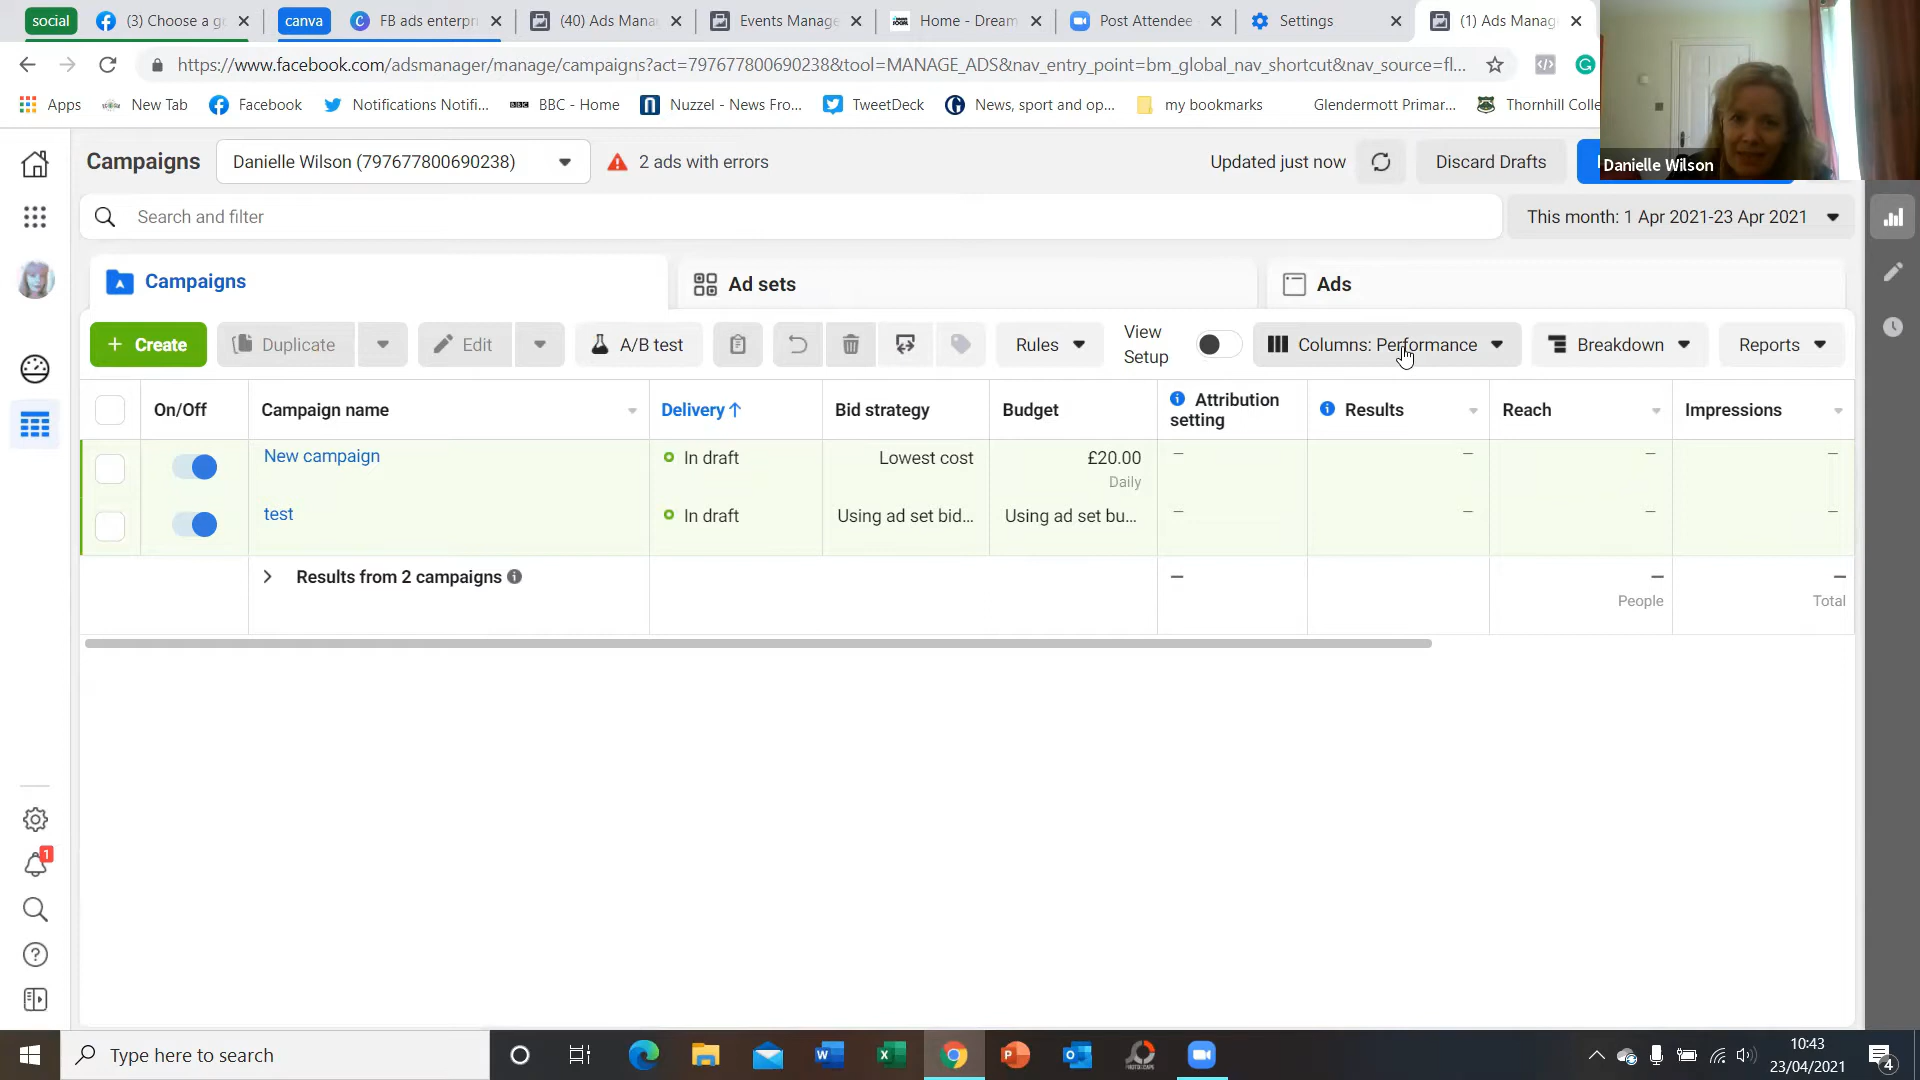 social
(3) Choose a g
canva
FB ads enterpr
(40) Ads Mana
Events Manage
Home - Dream
Post Attendee
Settings
(1) Ads Manag
https://www.facebook.com/adsmanager/manage/campaigns?act=797677800690238&tool=MANAGE_ADS&nav_entry_point=bm_global_nav_shortcut&nav_source=fl...
Apps
New Tab
Facebook
Notifications Notifi...
BBC - Home
Nuzzel - News Fro...
TweetDeck
News, sport and op...
my bookmarks
Glendermott Primar...
Thornhill Colle
Danielle Wilson
Campaigns
Danielle Wilson (797677800690238)
2 ads with errors
Updated just now
Discard Drafts
Search and filter
This month: 1 Apr 2021-23 Apr 2021
Campaigns
Ad sets
Ads
+ Create
Duplicate
Edit
A/B test
Rules
View
Setup
Columns: Performance
Breakdown
Reports
On/Off
Campaign name
Delivery ↑
Bid strategy
Budget
Attribution
setting
Results
Reach
Impressions
New campaign
In draft
Lowest cost
£20.00
Daily
–
–
–
–
test
In draft
Using ad set bid...
Using ad set bu...
–
–
–
–
Results from 2 campaigns
–
–
People
–
Total
1
Type here to search
10:43
23/04/2021
4